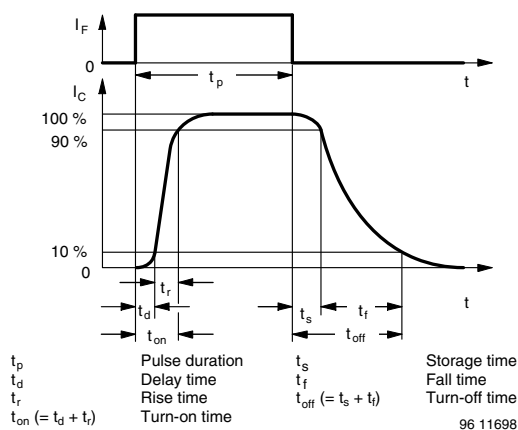 I_F
0
t_p
t
I_C
100 %
90 %
10 %
0
t_r
t_d
t_on
t_s
t_f
t_off
t
t_p Pulse duration t_s Storage time
t_d Delay time t_f Fall time
t_r Rise time t_off (= t_s + t_f) Turn-off time
t_on (= t_d + t_r) Turn-on time
96 11698